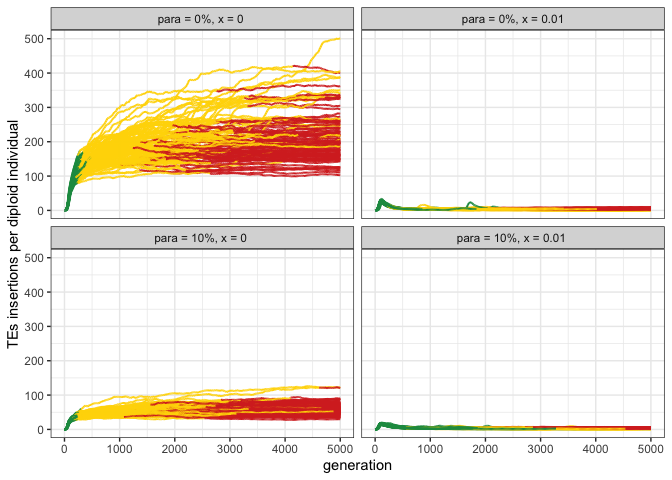 para = 0%, x = 0
para = 0%, x = 0.01
500
400
300
200
100
0
para = 10%, x = 0
para = 10%, x = 0.01
500
400
300
200
100
0
0 1000 2000 3000 4000 5000
0 1000 2000 3000 4000 5000
generation
TEs insertions per diploid individual